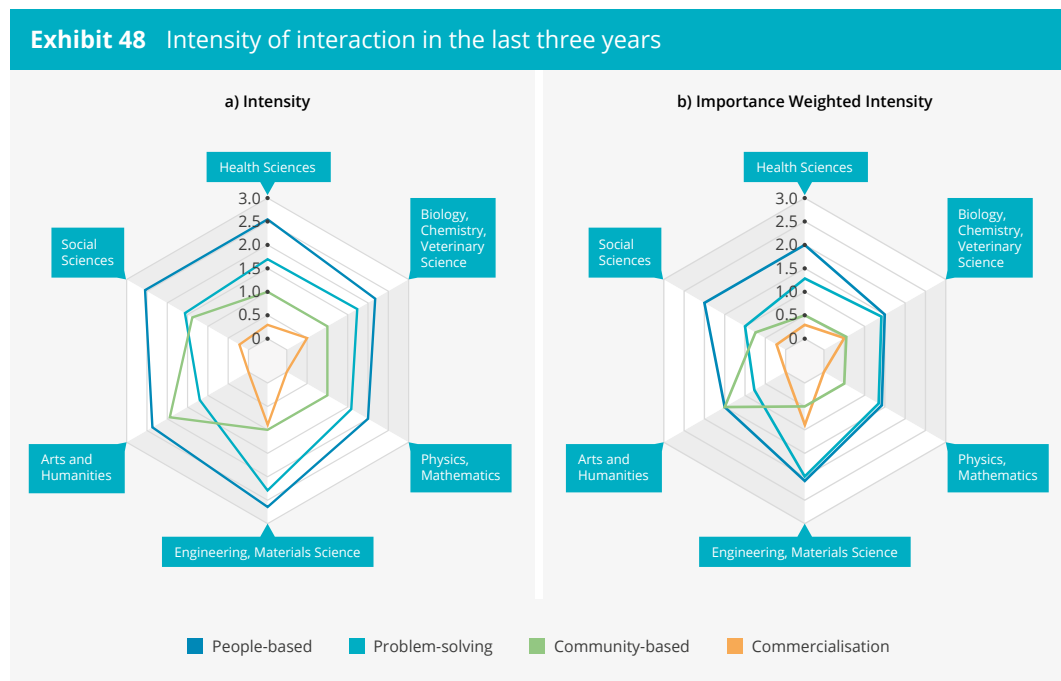 Exhibit 48 Intensity of interaction in the last three years
a) Intensity
Health Sciences
3.0
2.5
2.0
1.5
1.0
0.5
0
Biology,
Chemistry,
Veterinary
Science
Social
Sciences
Arts and
Humanities
Physics,
Mathematics
Engineering, Materials Science
b) Importance Weighted Intensity
Health Sciences
3.0
2.5
2.0
1.5
1.0
0.5
0
Biology,
Chemistry,
Veterinary
Science
Social
Sciences
Arts and
Humanities
Physics,
Mathematics
Engineering, Materials Science
People-based Problem-solving Community-based Commercialisation